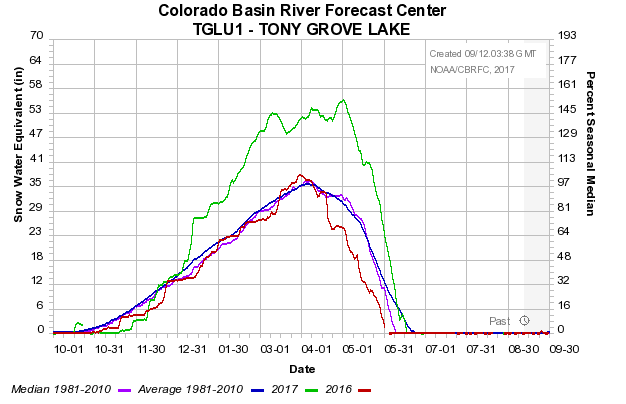 Colorado Basin River Forecast Center
TGLU1 - TONY GROVE LAKE
Created 09/12.03:38 GMT
NOAA/CBRFC, 2017
Snow Water Equivalent (in)
70
64
58
53
47
41
35
29
23
18
12
6
0
193
177
161
145
129
113
97
81
64
48
32
16
0
Percent Seasonal Median
Past
10-01 10-31 11-30 12-31 01-30 03-01 04-01 05-01 05-31 07-01 07-31 08-30 09-30
Date
Median 1981-2010 Average 1981-2010 2017 2016